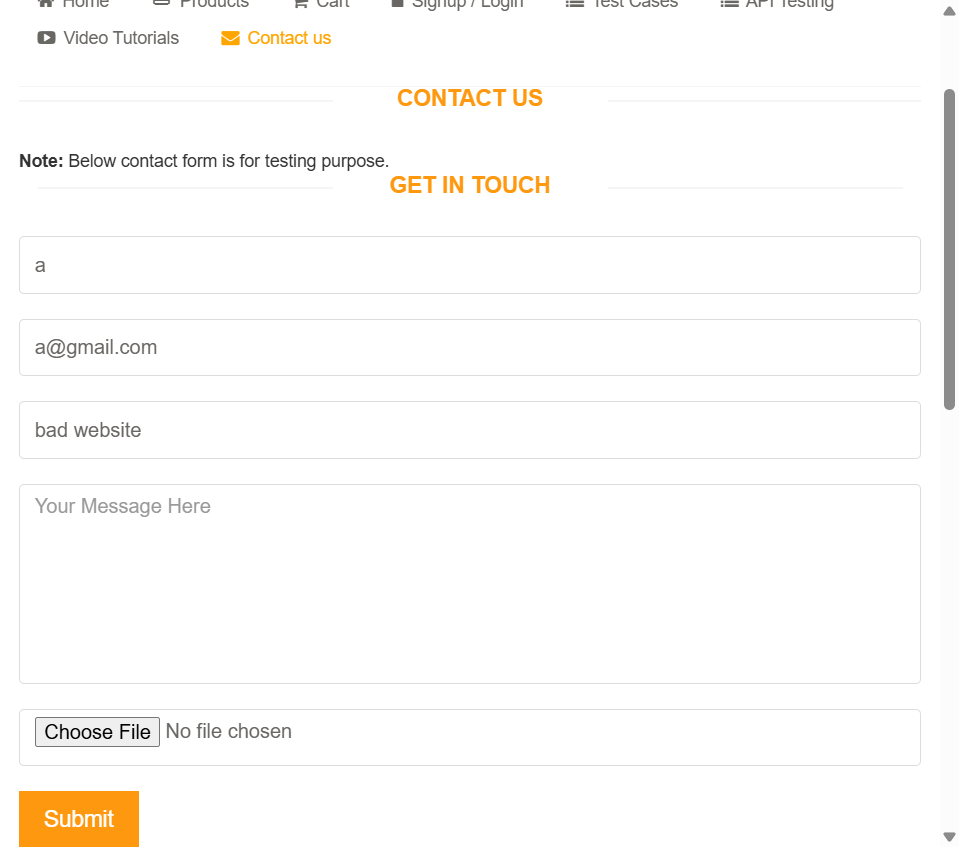 Home Products Cart Signup / Login Test Cases API Testing
Video Tutorials Contact us
CONTACT US
Note: Below contact form is for testing purpose.
GET IN TOUCH
a
a@gmail.com
bad website
Your Message Here
Choose File No file chosen
Submit